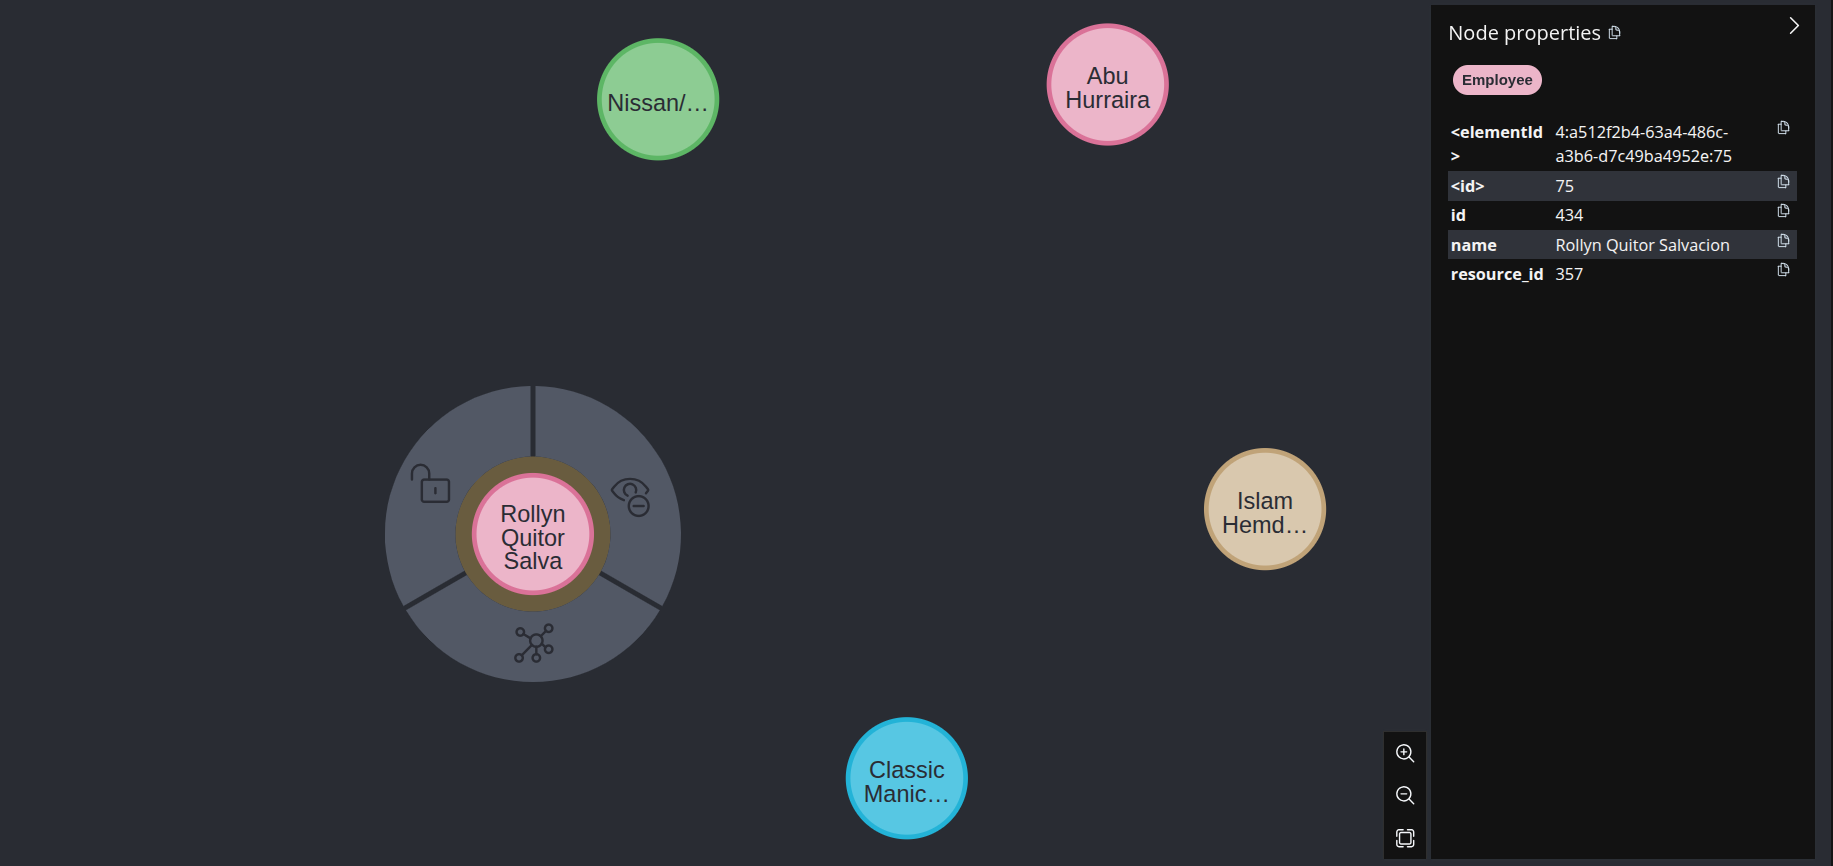 Nissan/…
Abu
Hurraira
Rollyn
Quitor
Salva
Islam
Hemd…
Classic
Manic…
Node properties
Employee
<elementId
> 4:a512f2b4-63a4-486c-
a3b6-d7c49ba4952e:75
<id> 75
id 434
name Rollyn Quitor Salvacion
resource_id 357